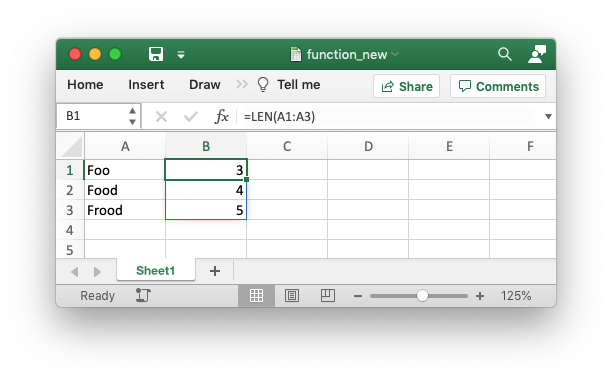 function_new
Home Insert Draw Tell me Share Comments
B1 fx =LEN(A1:A3)
A B C D E F
1 Foo 3
2 Food 4
3 Frood 5
4
5
Sheet1 +
Ready 125%